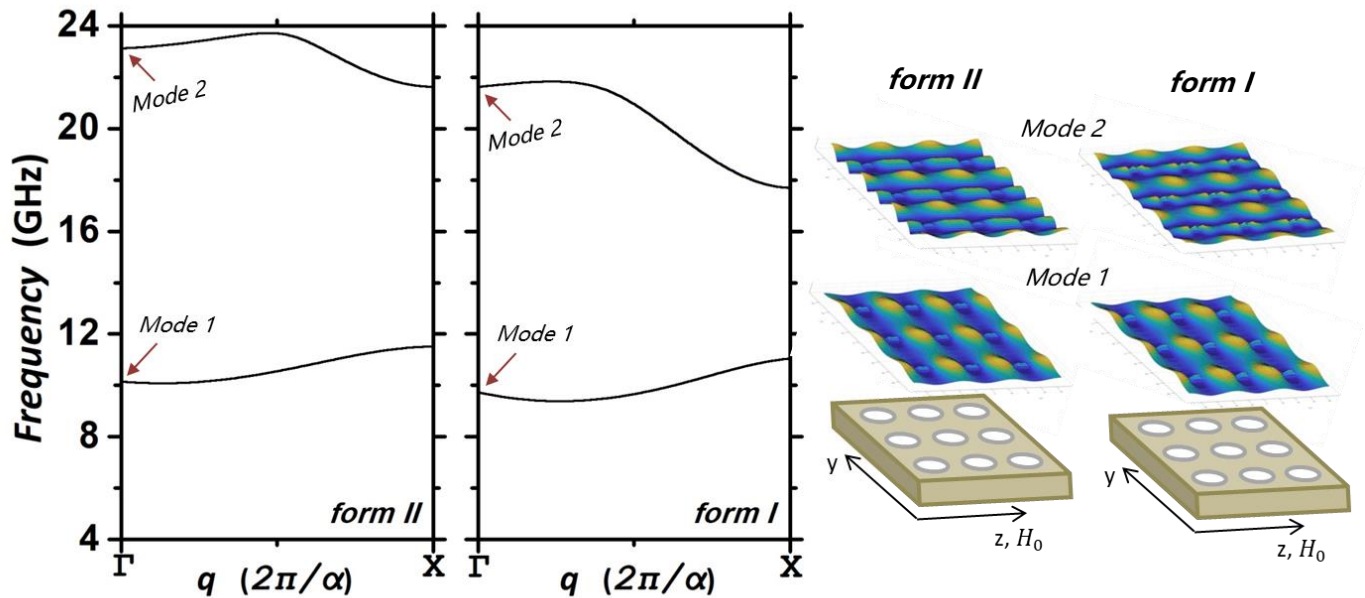 24
20
16
12
8
4
Frequency (GHz)
Mode 2
Mode 1
form II
Γ
X
q (2π/α)
Mode 2
Mode 1
form I
Γ
X
q (2π/α)
form II
form I
Mode 2
Mode 1
y
z, H₀
y
z, H₀